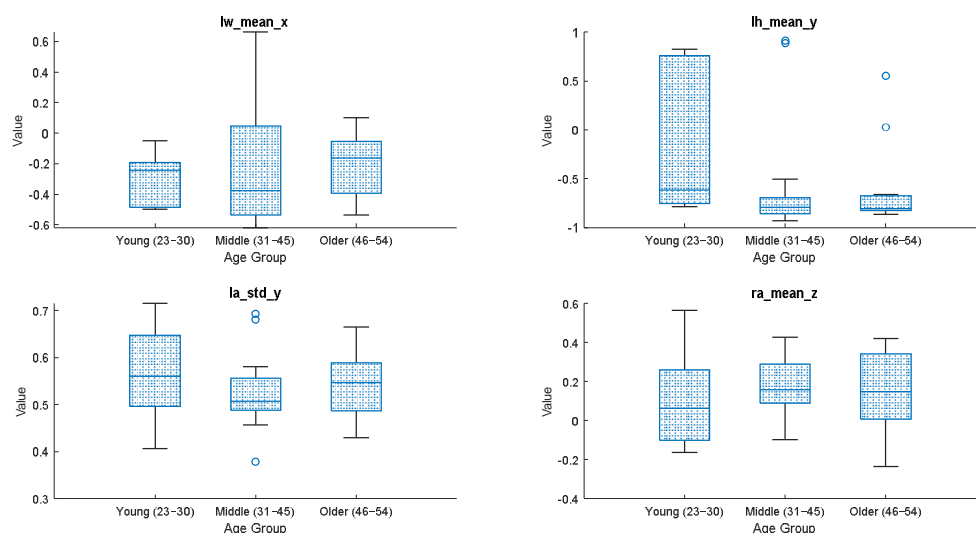 lw_mean_x
0.6
0.4
0.2
0
-0.2
-0.4
-0.6
Value
Young (23-30) Middle (31-45) Older (46-54)
Age Group
lh_mean_y
1
0.5
0
-0.5
-1
Value
Young (23-30) Middle (31-45) Older (46-54)
Age Group
la_std_y
0.7
0.6
0.5
0.4
0.3
Value
Young (23-30) Middle (31-45) Older (46-54)
Age Group
ra_mean_z
0.6
0.4
0.2
0
-0.2
-0.4
Value
Young (23-30) Middle (31-45) Older (46-54)
Age Group